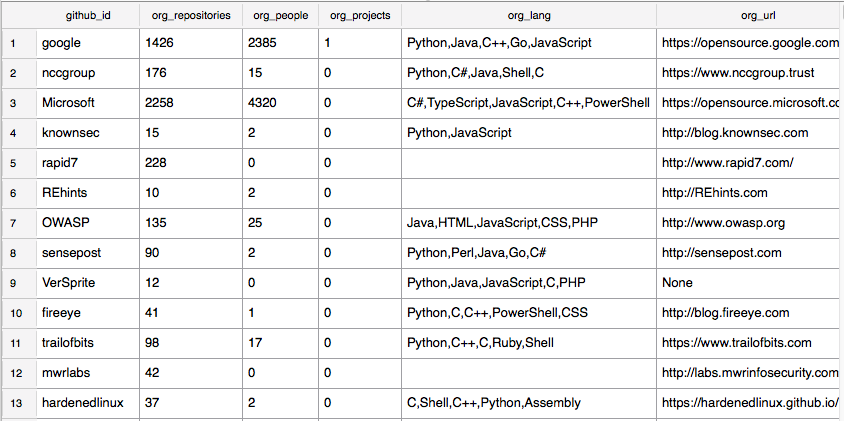 github_id org_repositories org_people org_projects org_lang org_url
1 google 1426 2385 1 Python,Java,C++,Go,JavaScript https://opensource.google.com
2 nccgroup 176 15 0 Python,C#,Java,Shell,C https://www.nccgroup.trust
3 Microsoft 2258 4320 0 C#,TypeScript,JavaScript,C++,PowerShell https://opensource.microsoft.co
4 knownsec 15 2 0 Python,JavaScript http://blog.knownsec.com
5 rapid7 228 0 0 http://www.rapid7.com/
6 REhints 10 2 0 http://REhints.com
7 OWASP 135 25 0 Java,HTML,JavaScript,CSS,PHP http://www.owasp.org
8 sensepost 90 2 0 Python,Perl,Java,Go,C# http://sensepost.com
9 VerSprite 12 0 0 Python,Java,JavaScript,C,PHP None
10 fireeye 41 1 0 Python,C,C++,PowerShell,CSS http://blog.fireeye.com
11 trailofbits 98 17 0 Python,C++,C,Ruby,Shell https://www.trailofbits.com
12 mwrlabs 42 0 0 http://labs.mwrinfosecurity.com
13 hardenedlinux 37 2 0 C,Shell,C++,Python,Assembly https://hardenedlinux.github.io/